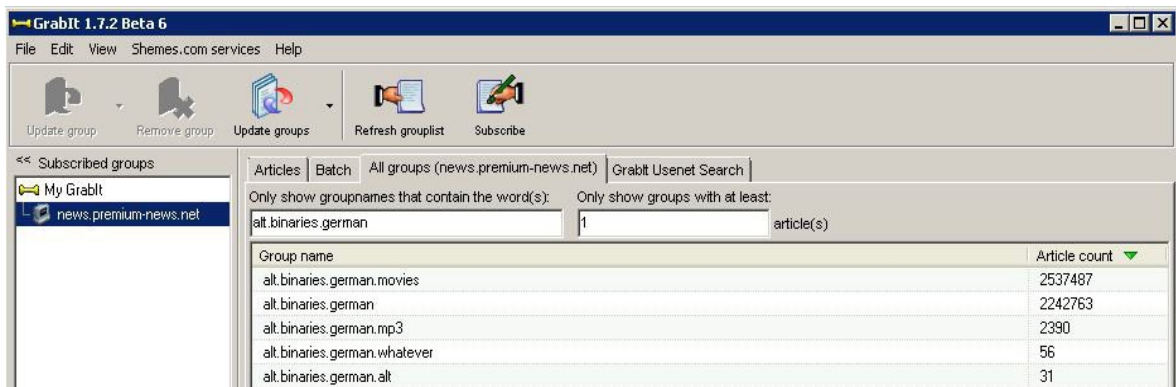 GrabIt 1.7.2 Beta 6
File Edit View Shemes.com services Help
Update group Remove group Update groups Refresh grouplist Subscribe
<< Subscribed groups
My GrabIt
news.premium-news.net
Articles Batch All groups (news.premium-news.net) GrabIt Usenet Search
Only show groupnames that contain the word(s): Only show groups with at least:
alt.binaries.german 1 article(s)
Group name Article count
alt.binaries.german.movies 2537487
alt.binaries.german 2242763
alt.binaries.german.mp3 2390
alt.binaries.german.whatever 56
alt.binaries.german.alt 31